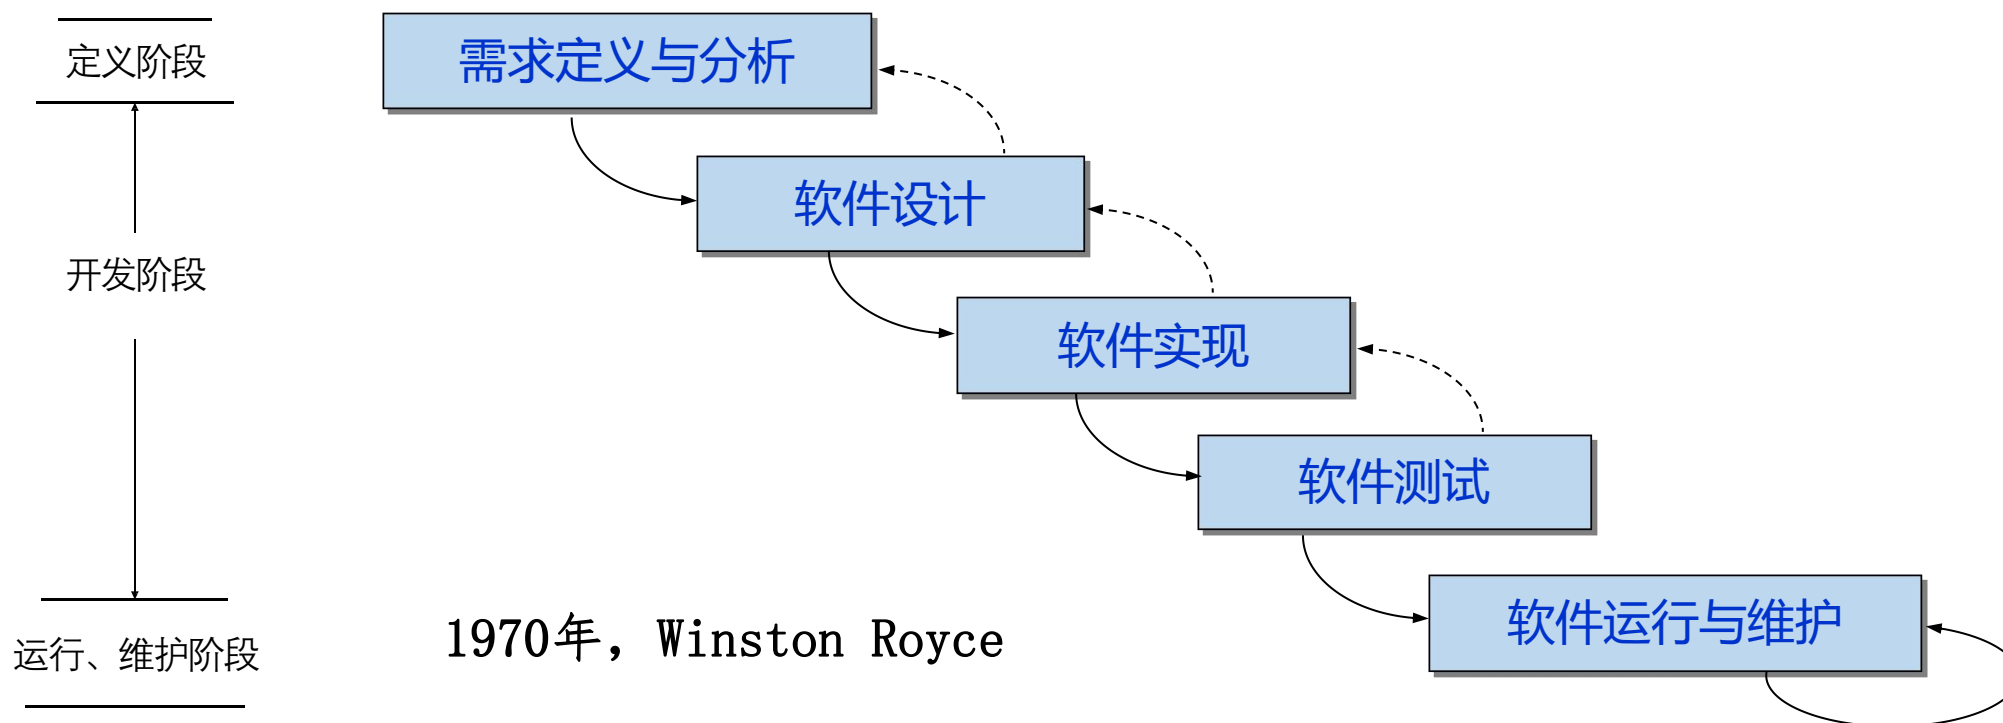 定义阶段
需求定义与分析
软件设计
开发阶段
软件实现
软件测试
软件运行与维护
运行、维护阶段
1970年，Winston Royce